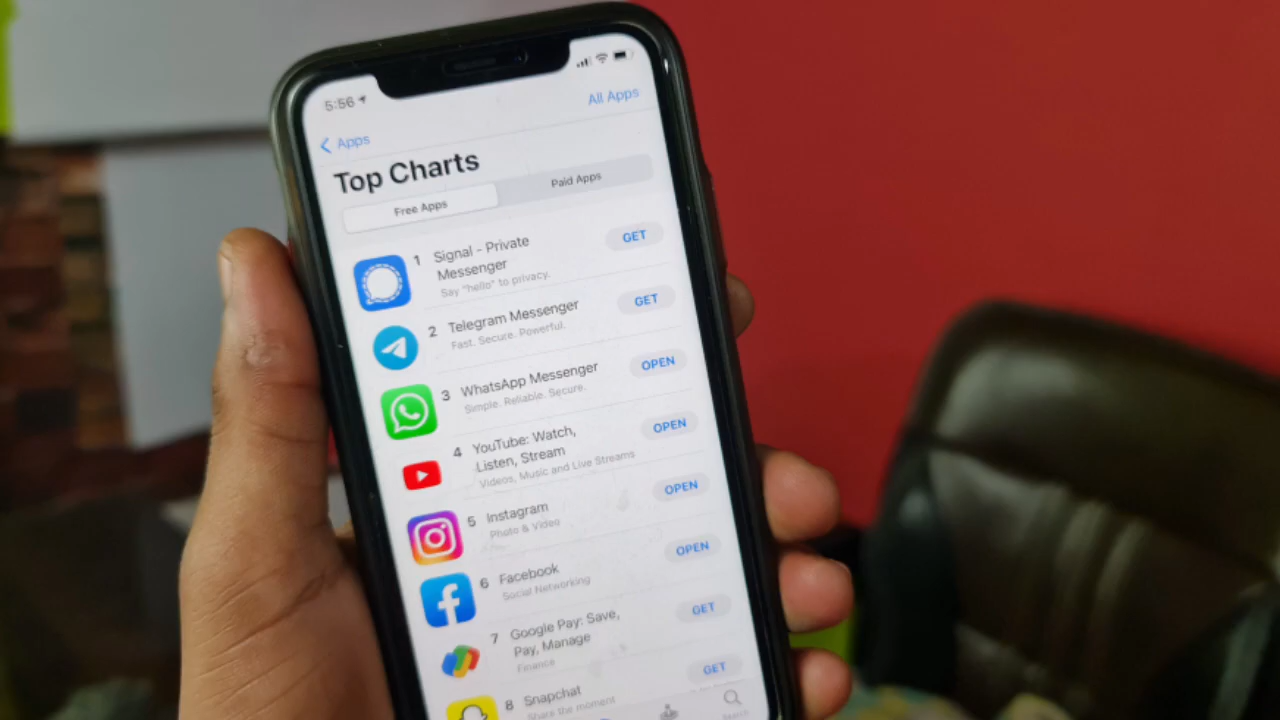 5:56
All Apps
Apps
Top Charts
Free Apps
Paid Apps
1
Signal - Private
Messenger
Say "hello" to privacy.
GET
2
Telegram Messenger
Fast. Secure. Powerful.
GET
3
WhatsApp Messenger
Simple. Reliable. Secure.
OPEN
4
YouTube: Watch,
Listen, Stream
Videos, Music and Live Streams
OPEN
5
Instagram
Photo & Video
OPEN
6
Facebook
Social Networking
OPEN
7
Google Pay: Save,
Pay, Manage
Finance
GET
8
Snapchat
Share the moment
GET